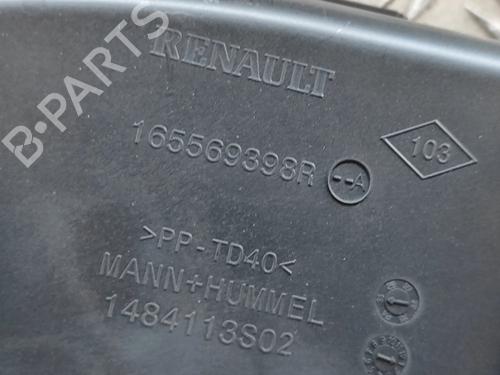 B-PARTS
RENAULT
165569398R --A
103
>PP-TD40<
MANN+HUMMEL
1484113S02